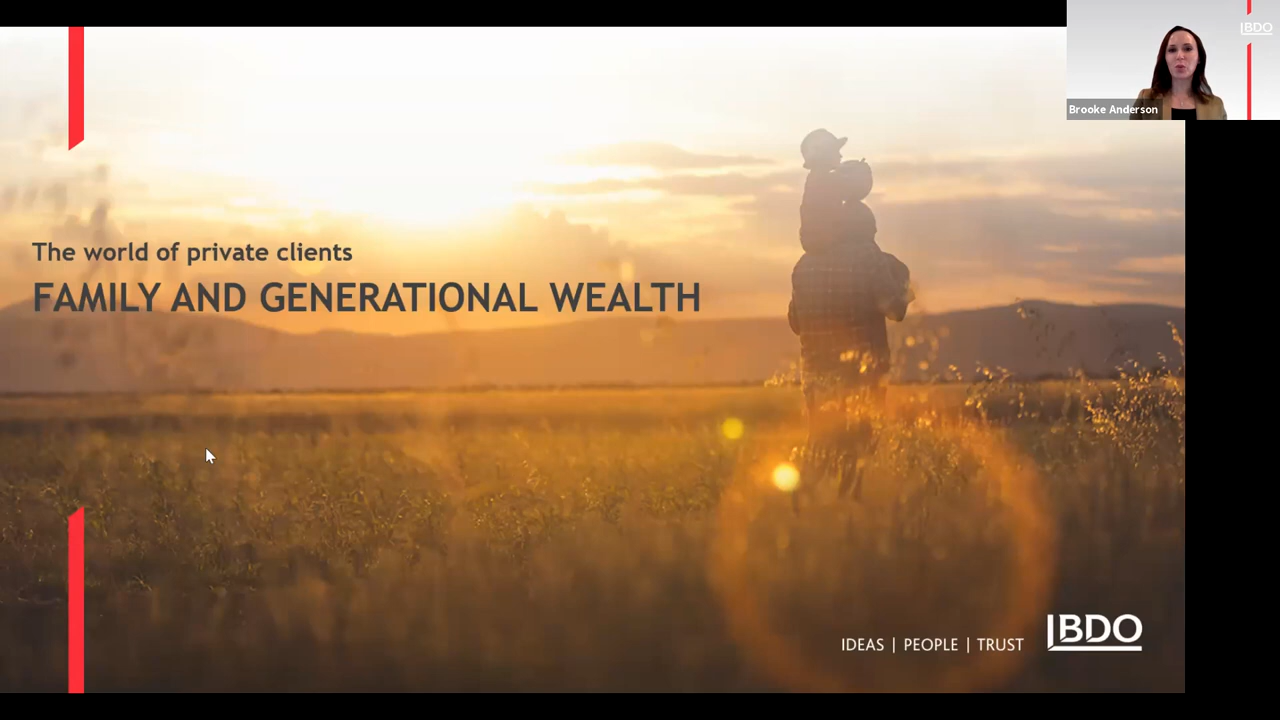 BDO
Brooke Anderson
The world of private clients
FAMILY AND GENERATIONAL WEALTH
IDEAS | PEOPLE | TRUST
BDO